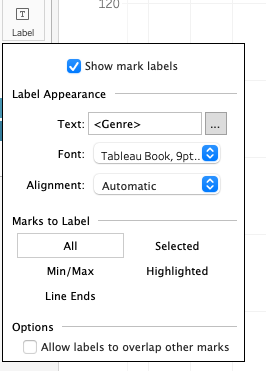 120
T
Label
Show mark labels
Label Appearance
Text: <Genre> ...
Font: Tableau Book, 9pt..
Alignment: Automatic
Marks to Label
All Selected
Min/Max Highlighted
Line Ends
Options
Allow labels to overlap other marks